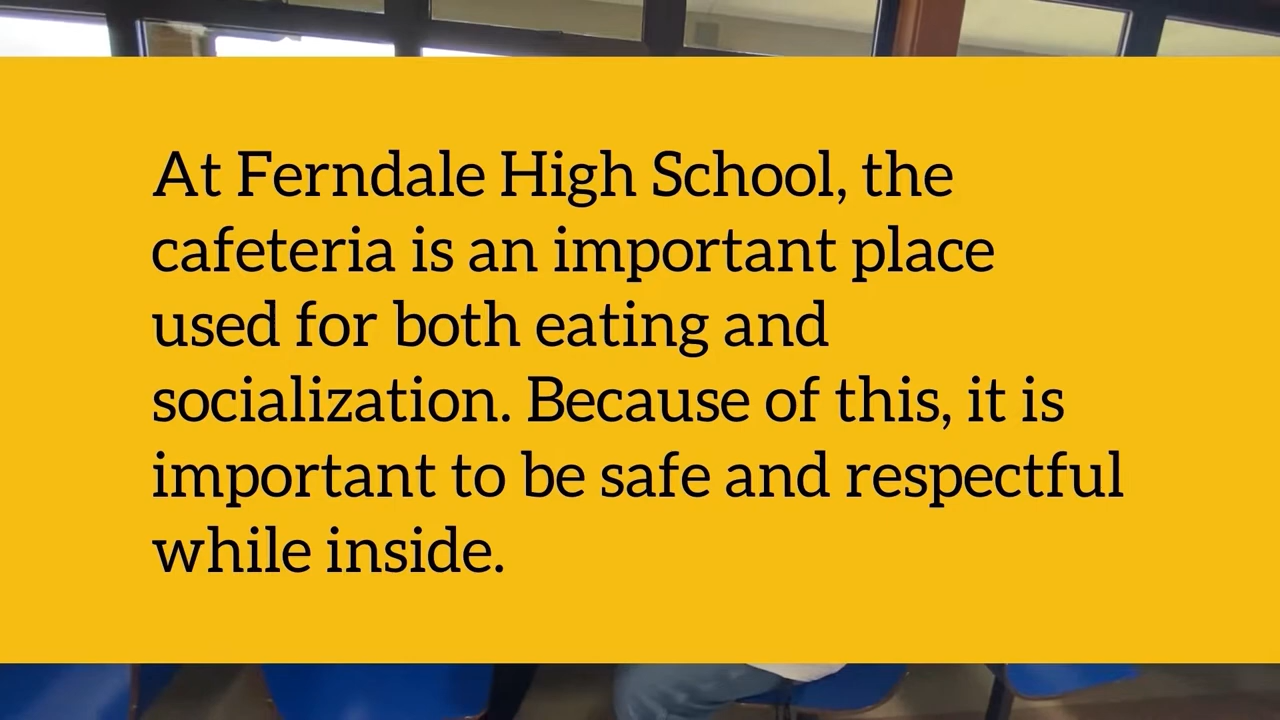 At Ferndale High School, the
cafeteria is an important place
used for both eating and
socialization. Because of this, it is
important to be safe and respectful
while inside.